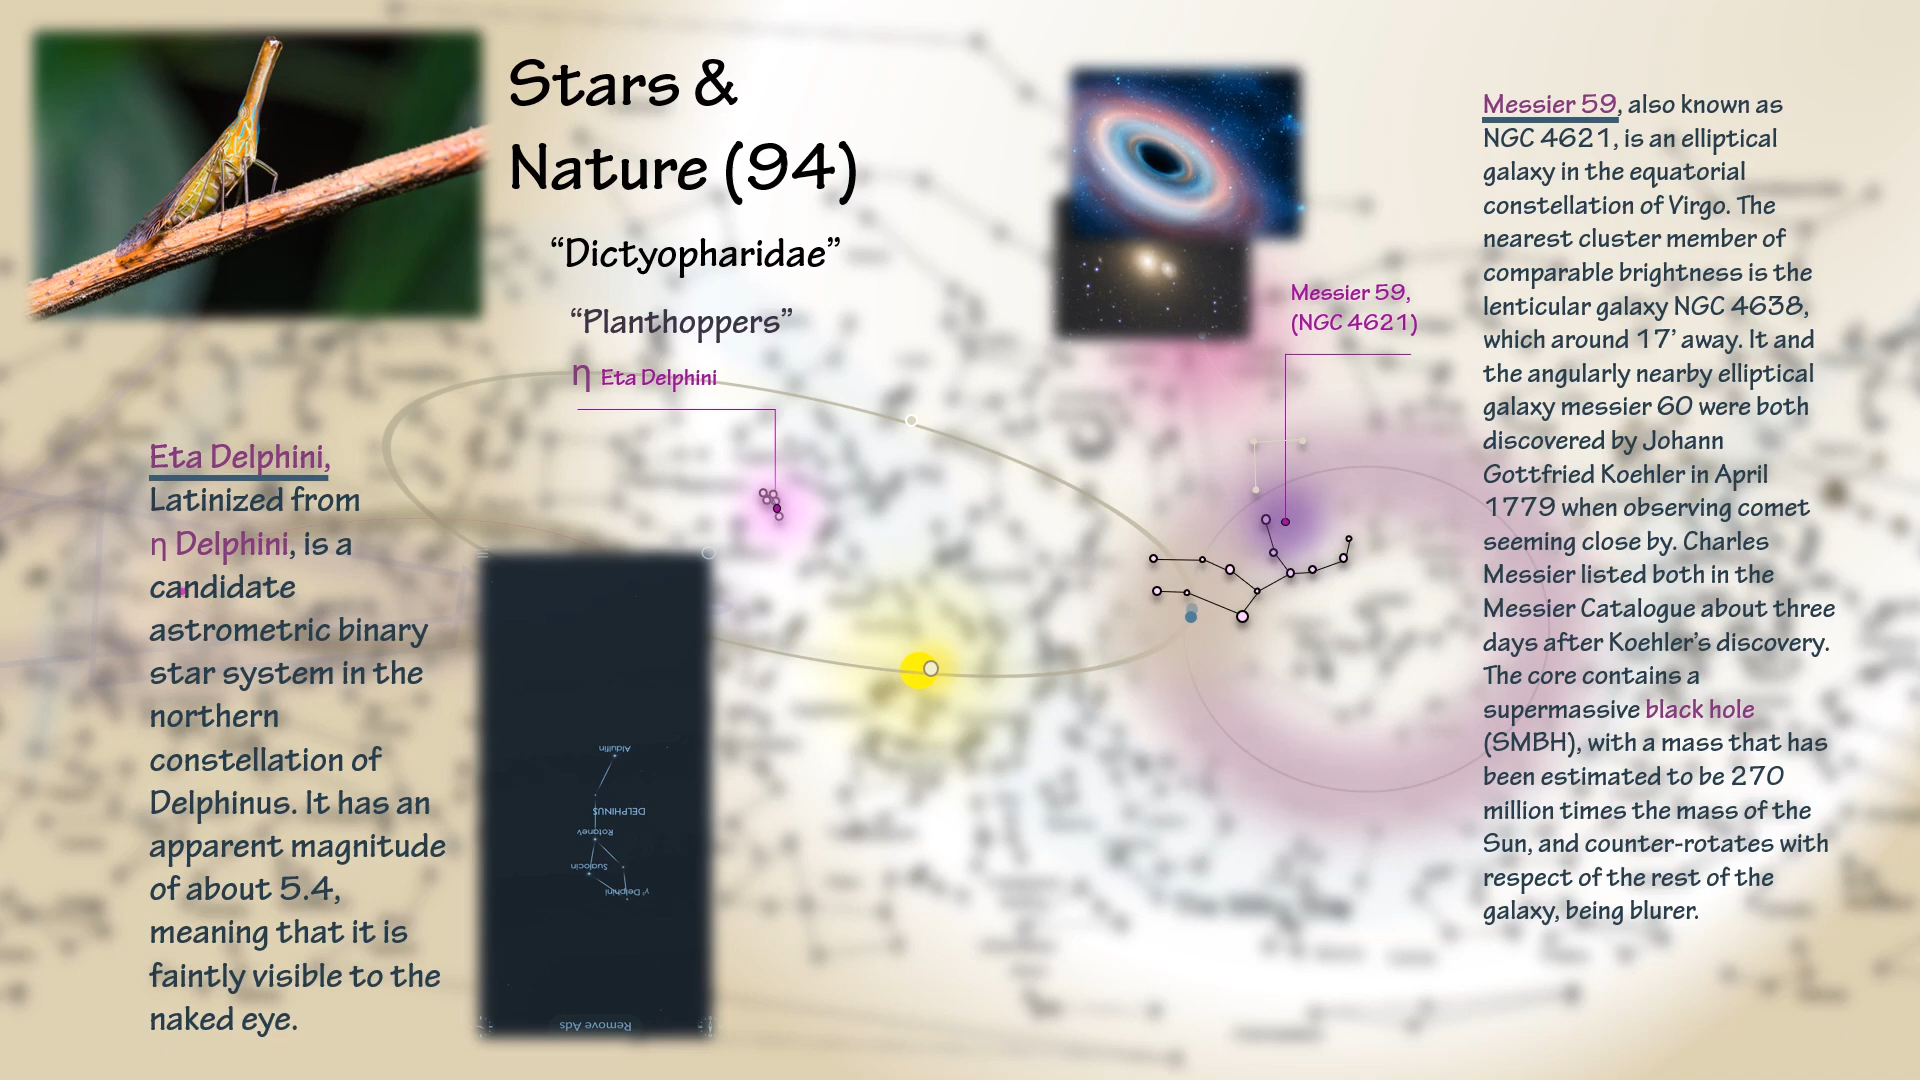 Stars &
Nature (94)
“Dictyopharidae”
“Planthoppers”
η Eta Delphini
Eta Delphini,
Latinized from
η Delphini, is a
candidate
astrometric binary
star system in the
northern
constellation of
Delphinus. It has an
apparent magnitude
of about 5.4,
meaning that it is
faintly visible to the
naked eye.
Aldulfin
DELPHINUS
Rotanev
Sualocin
γ' Delphini
Remove Ads
Messier 59,
(NGC 4621)
Messier 59, also known as
NGC 4621, is an elliptical
galaxy in the equatorial
constellation of Virgo. The
nearest cluster member of
comparable brightness is the
lenticular galaxy NGC 4638,
which around 17’ away. It and
the angularly nearby elliptical
galaxy messier 60 were both
discovered by Johann
Gottfried Koehler in April
1779 when observing comet
seeming close by. Charles
Messier listed both in the
Messier Catalogue about three
days after Koehler’s discovery.
The core contains a
supermassive black hole
(SMBH), with a mass that has
been estimated to be 270
million times the mass of the
Sun, and counter-rotates with
respect of the rest of the
galaxy, being blurer.